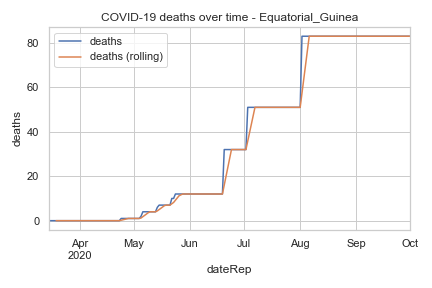 COVID-19 deaths over time - Equatorial_Guinea
deaths
deaths (rolling)
80
60
40
20
0
deaths
Apr
2020
May
Jun
Jul
Aug
Sep
Oct
dateRep